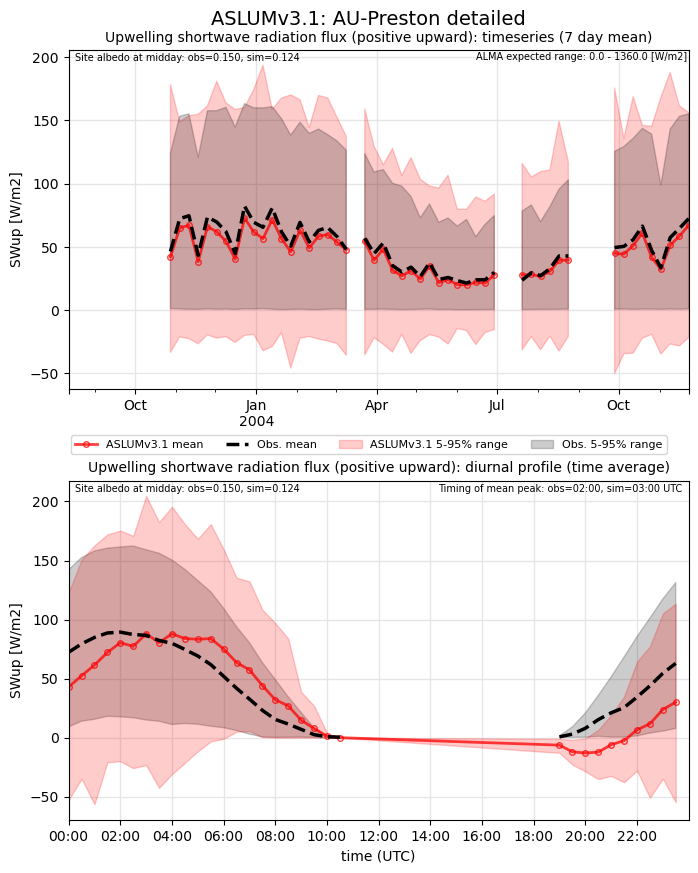 ASLUMv3.1: AU-Preston detailed
Upwelling shortwave radiation flux (positive upward): timeseries (7 day mean)
Site albedo at midday: obs=0.150, sim=0.124
ALMA expected range: 0.0 - 1360.0 [W/m2]
200
150
100
50
0
−50
SWup [W/m2]
Oct
Jan
2004
Apr
Jul
Oct
ASLUMv3.1 mean
Obs. mean
ASLUMv3.1 5-95% range
Obs. 5-95% range
Upwelling shortwave radiation flux (positive upward): diurnal profile (time average)
Site albedo at midday: obs=0.150, sim=0.124
Timing of mean peak: obs=02:00, sim=03:00 UTC
200
150
100
50
0
−50
SWup [W/m2]
00:00
02:00
04:00
06:00
08:00
10:00
12:00
14:00
16:00
18:00
20:00
22:00
time (UTC)